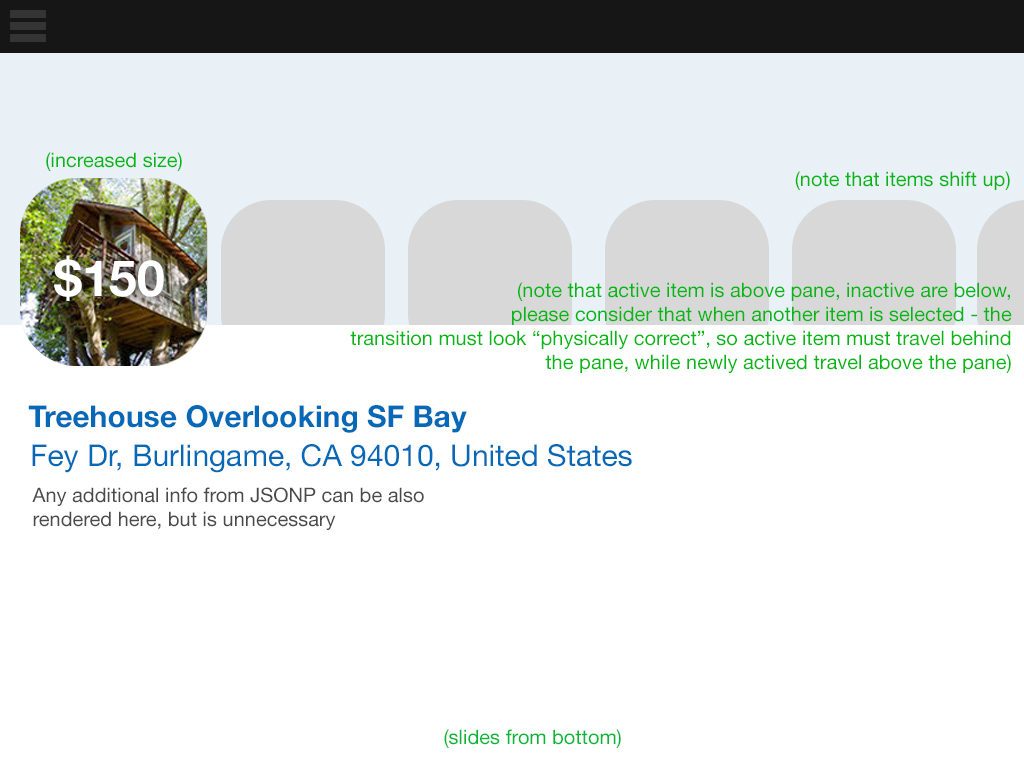 (increased size)
(note that items shift up)
$150
(note that active item is above pane, inactive are below,
please consider that when another item is selected - the
transition must look “physically correct”, so active item must travel behind
the pane, while newly actived travel above the pane)
Treehouse Overlooking SF Bay
Fey Dr, Burlingame, CA 94010, United States
Any additional info from JSONP can be also
rendered here, but is unnecessary
(slides from bottom)